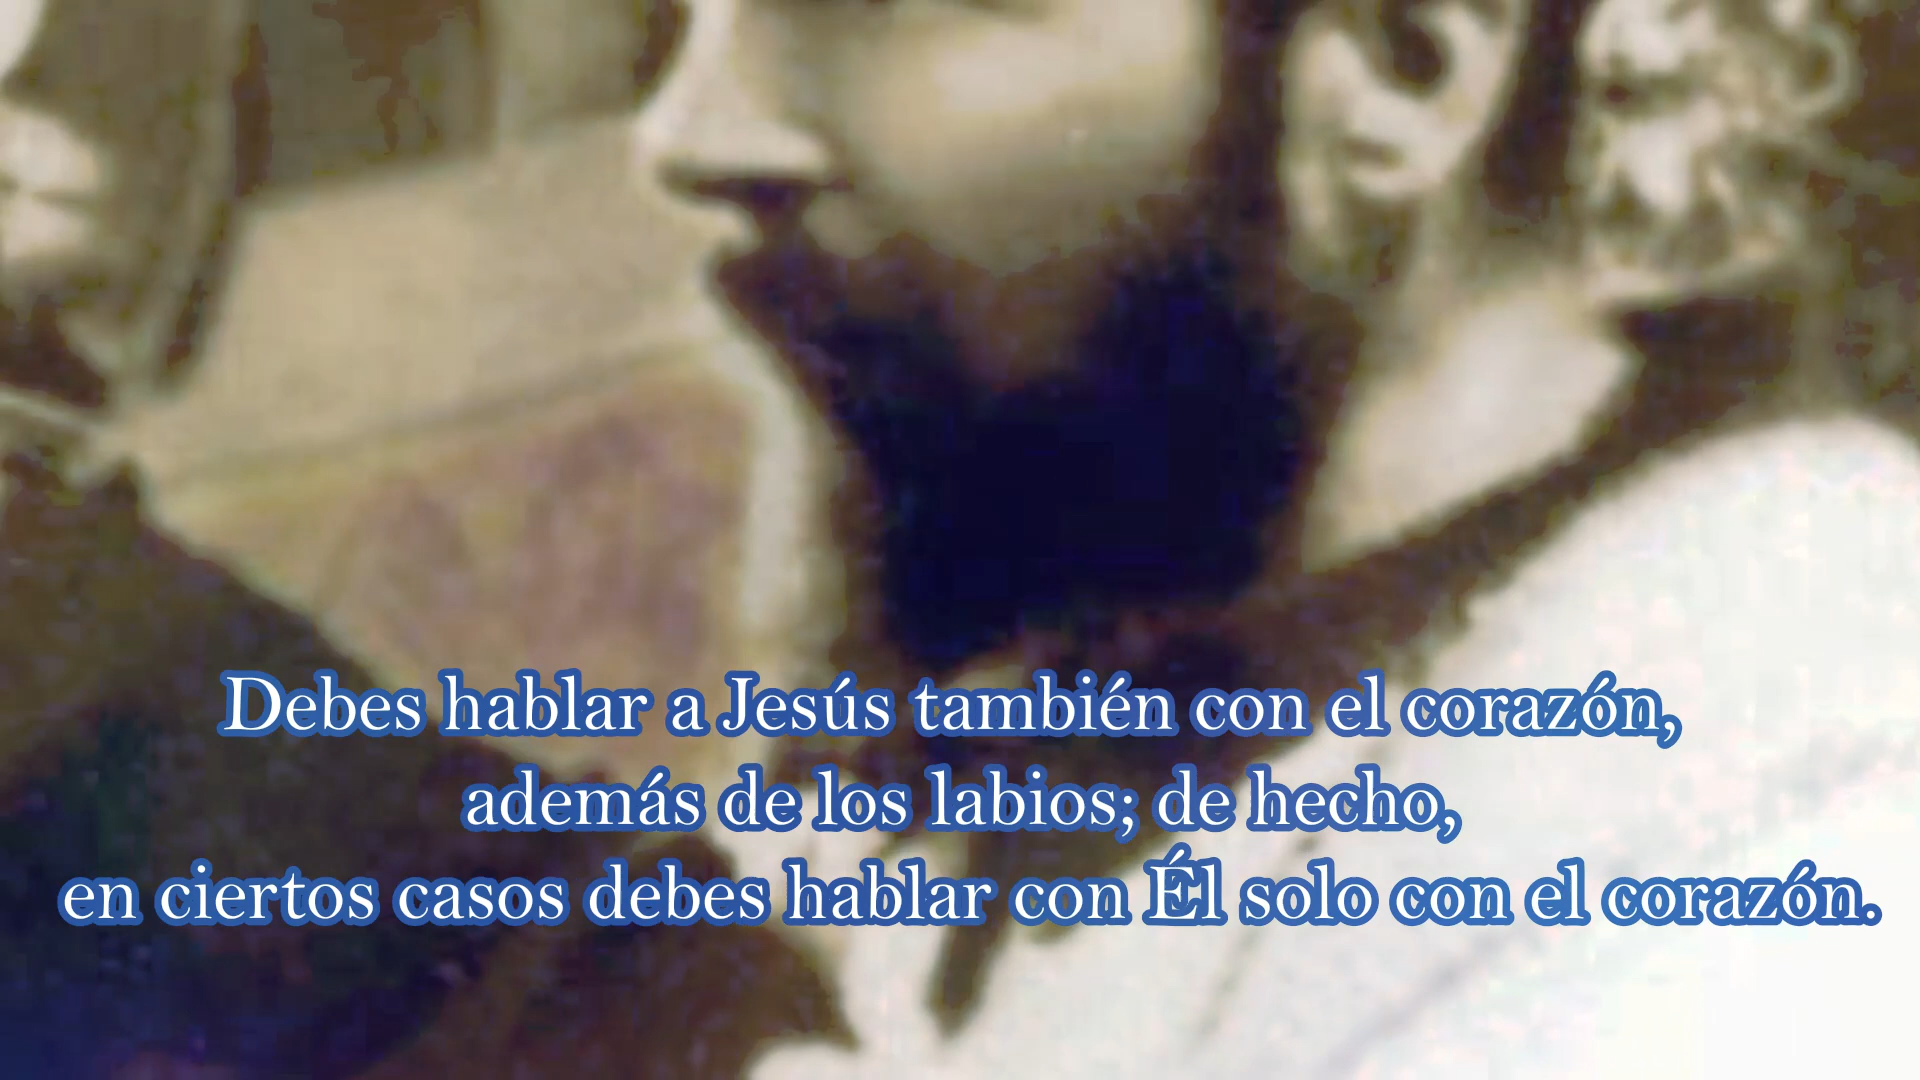 Debes hablar a Jesús también con el corazón,
además de los labios; de hecho,
en ciertos casos debes hablar con Él solo con el corazón.